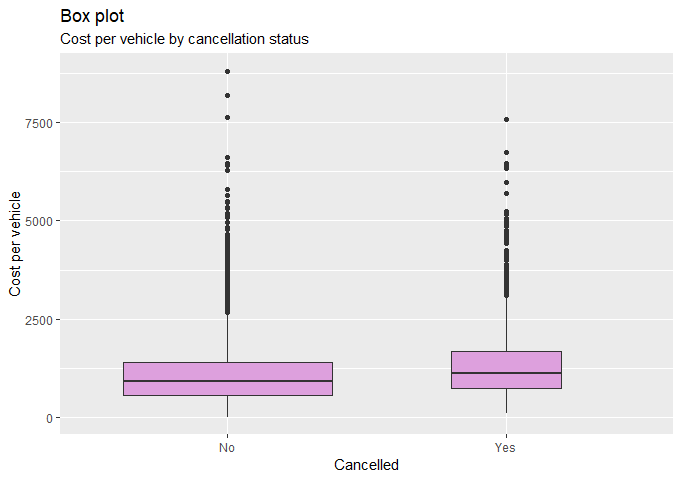 Box plot
Cost per vehicle by cancellation status
7500
5000
2500
0
Cost per vehicle
No
Yes
Cancelled